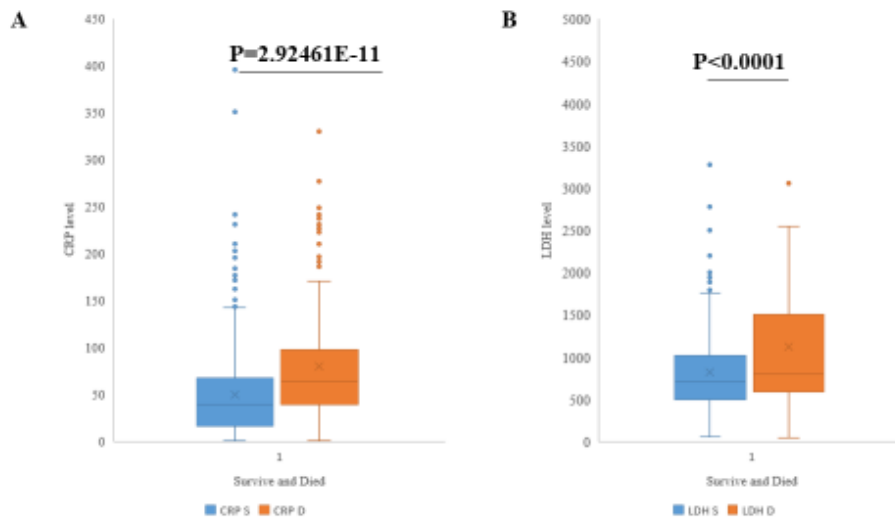 A
P=2.92461E-11
450
400
350
300
250
200
150
100
50
0
CRP level
1
Survive and Died
CRP S CRP D
B
P<0.0001
5000
4500
4000
3500
3000
2500
2000
1500
1000
500
0
LDH level
1
Survive and Died
LDH S LDH D